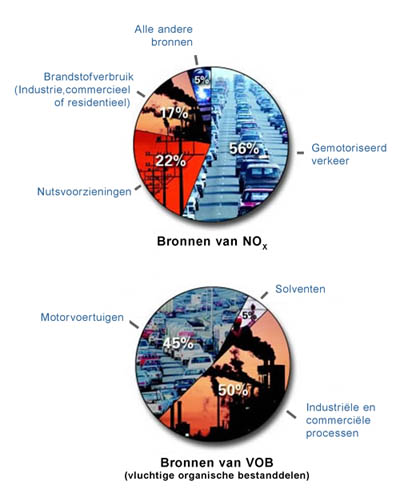 Alle andere
bronnen
5%
Brandstofverbruik
(Industrie,commercieel
of residentieel)
17%
56%
Gemotoriseerd
verkeer
22%
Nutsvoorzieningen
Bronnen van NOx
Solventen
Motorvoertuigen
5%
45%
50%
Industriële en
commerciële
processen
Bronnen van VOB
(vluchtige organische bestanddelen)